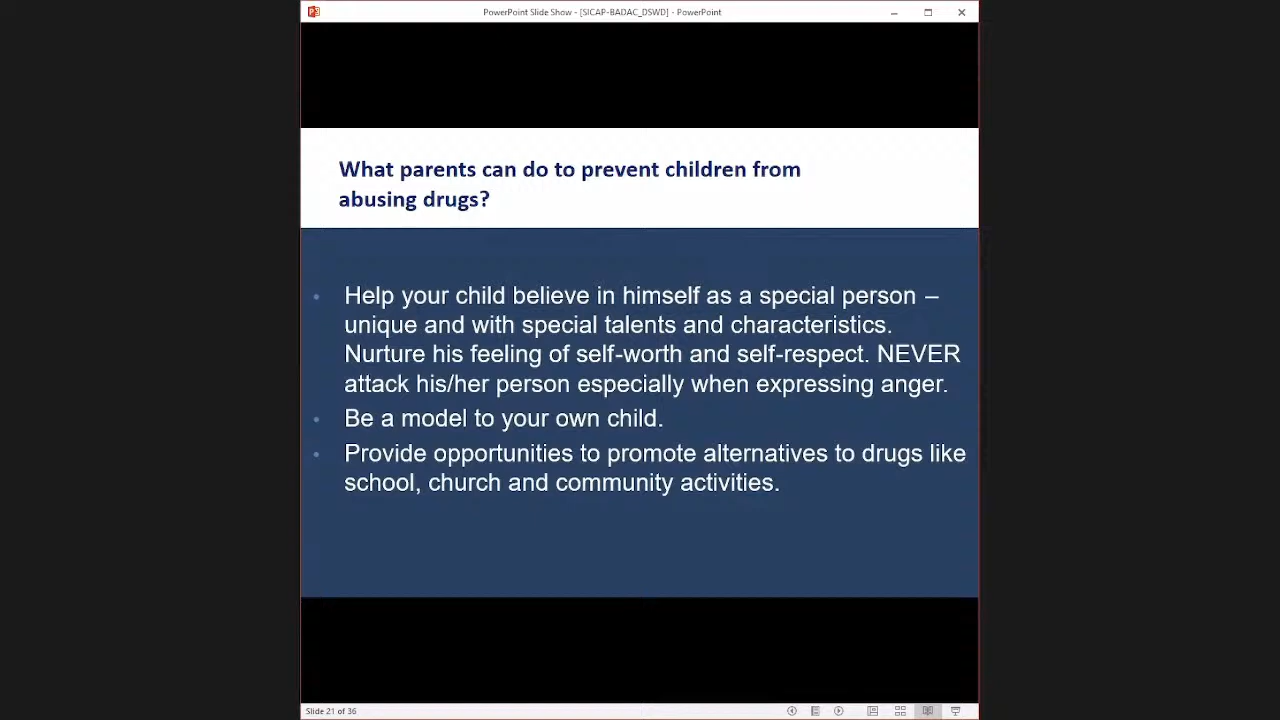 PowerPoint Slide Show - [SICAP-BADAC_DSWD] - PowerPoint
What parents can do to prevent children from
abusing drugs?
• Help your child believe in himself as a special person –
unique and with special talents and characteristics.
Nurture his feeling of self-worth and self-respect. NEVER
attack his/her person especially when expressing anger.
• Be a model to your own child.
• Provide opportunities to promote alternatives to drugs like
school, church and community activities.
Slide 21 of 36